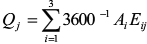 Q_j = \sum_{i=1}^{3} 3600^{-1} A_i E_{ij}